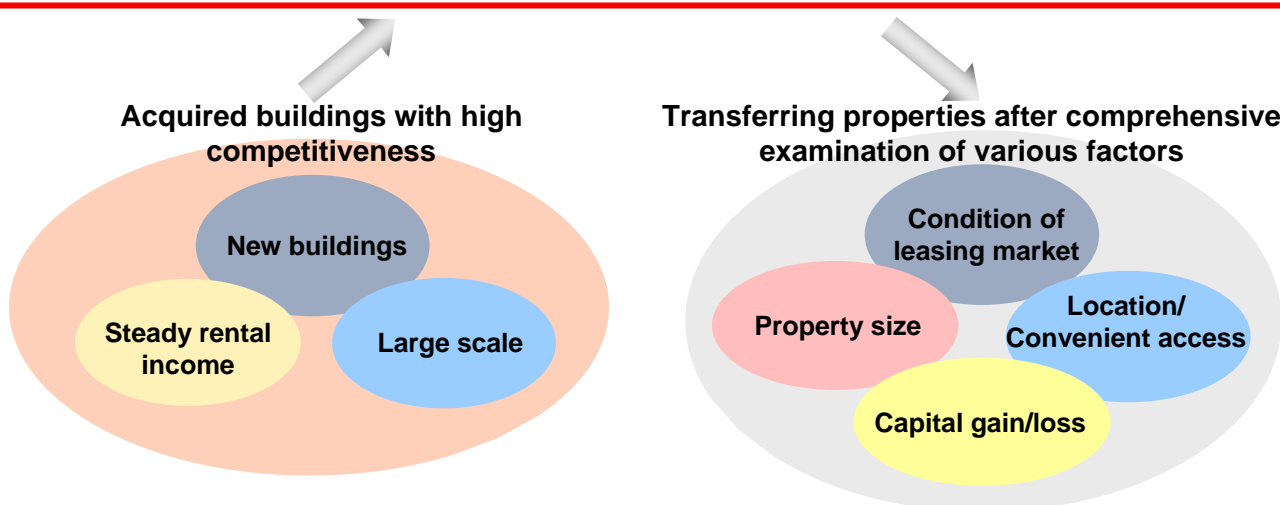 Acquired buildings with high
competitiveness
New buildings
Steady rental
income
Large scale
Transferring properties after comprehensive
examination of various factors
Condition of
leasing market
Property size
Location/
Convenient access
Capital gain/loss